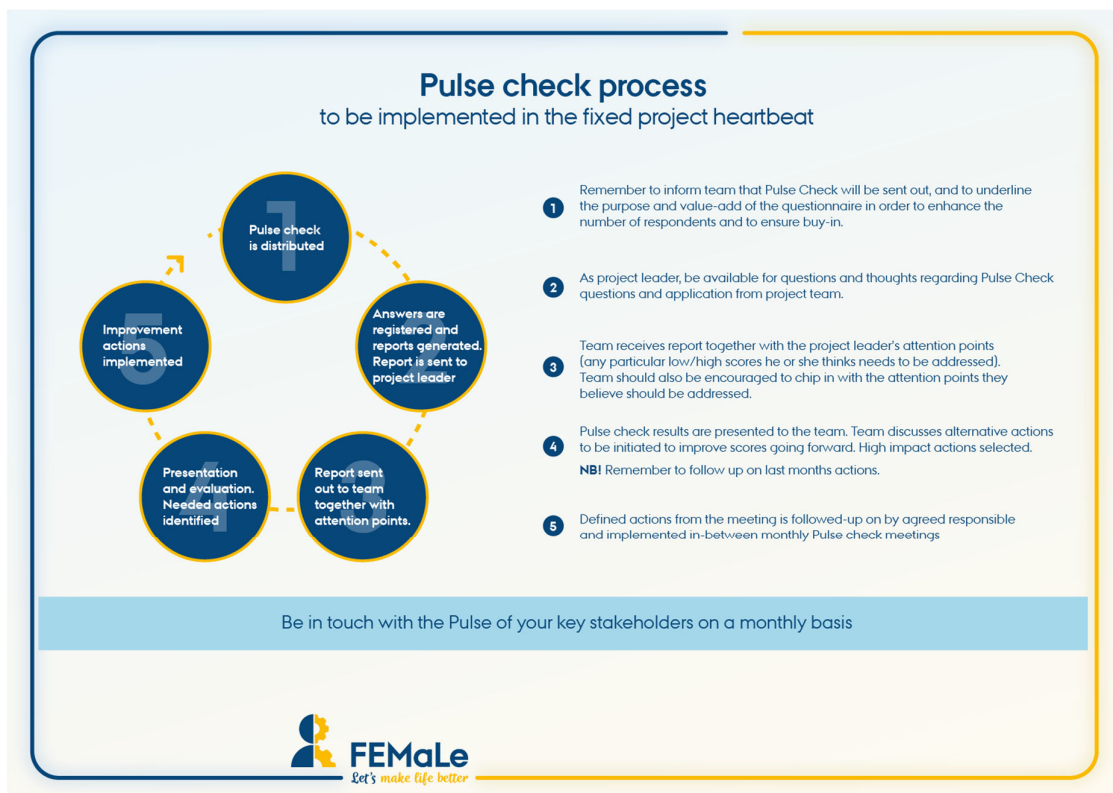 Pulse check process
to be implemented in the fixed project heartbeat
1
Pulse check
is distributed
2
Answers are
registered and
reports generated.
Report is sent to
project leader
3
Report sent
out to team
together with
attention points.
4
Presentation
and evaluation.
Needed actions
identified
5
Improvement
actions
implemented
1
Remember to inform team that Pulse Check will be sent out, and to underline
the purpose and value-add of the questionnaire in order to enhance the
number of respondents and to ensure buy-in.
2
As project leader, be available for questions and thoughts regarding Pulse Check
questions and application from project team.
3
Team receives report together with the project leader's attention points
(any particular low/high scores he or she thinks needs to be addressed).
Team should also be encouraged to chip in with the attention points they
believe should be addressed.
4
Pulse check results are presented to the team. Team discusses alternative actions
to be initiated to improve scores going forward. High impact actions selected.
NB! Remember to follow up on last months actions.
5
Defined actions from the meeting is followed-up on by agreed responsible
and implemented in-between monthly Pulse check meetings
Be in touch with the Pulse of your key stakeholders on a monthly basis
FEMaLe
Let's make life better